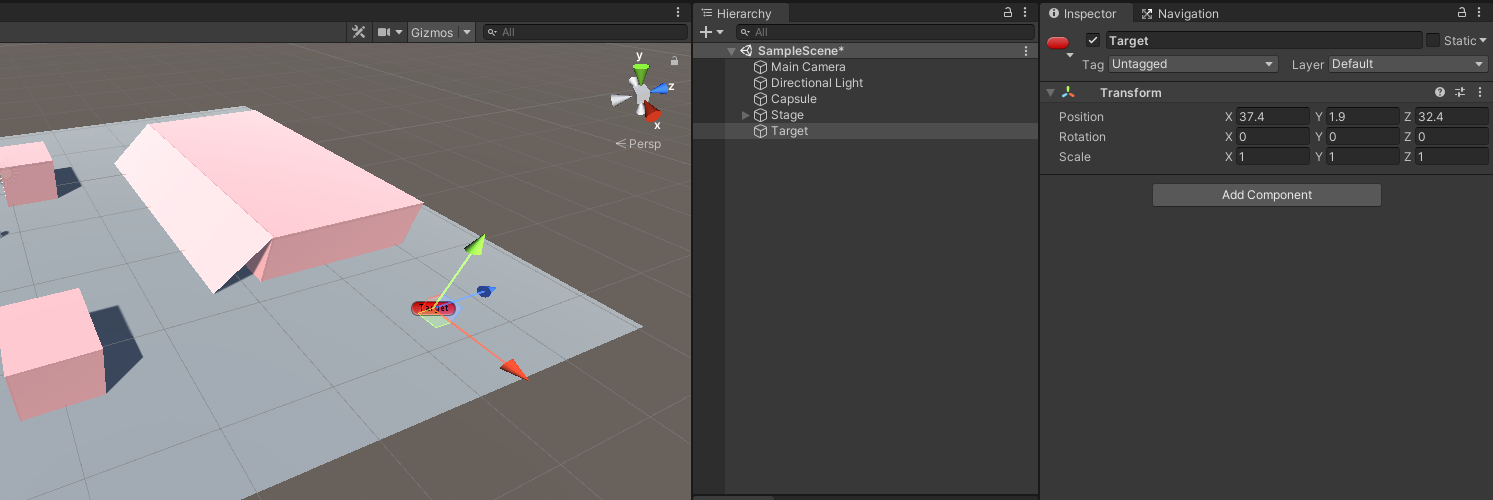 Gizmos
All
y
z
x
Persp
Target
Hierarchy
All
SampleScene*
Main Camera
Directional Light
Capsule
Stage
Target
Inspector
Navigation
Target
Static
Tag Untagged Layer Default
Transform
Position X 37.4 Y 1.9 Z 32.4
Rotation X 0 Y 0 Z 0
Scale X 1 Y 1 Z 1
Add Component